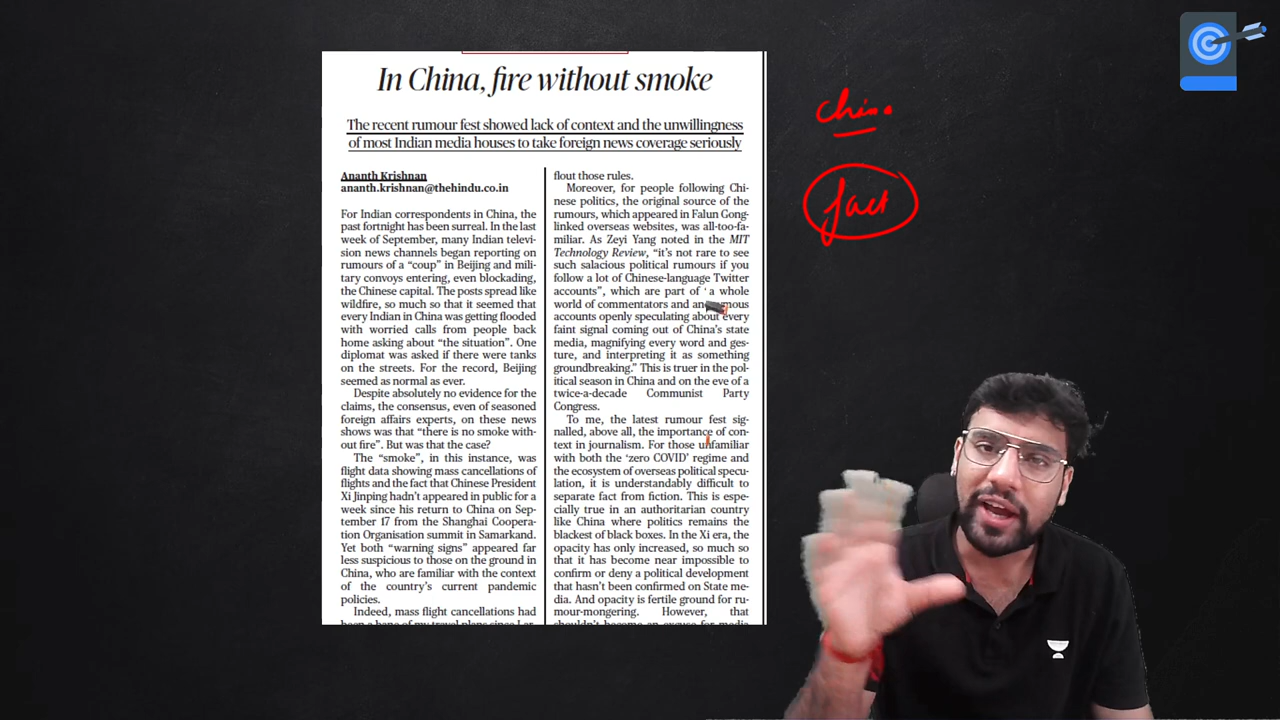 In China, fire without smoke
The recent rumour fest showed lack of context and the unwillingness
of most Indian media houses to take foreign news coverage seriously
Ananth Krishnan
ananth.krishnan@thehindu.co.in
For Indian correspondents in China, the
past fortnight has been surreal. In the last
week of September, many Indian televi-
sion news channels began reporting on
rumours of a “coup” in Beijing and mili-
tary convoys entering, even blockading,
the Chinese capital. The posts spread like
wildfire, so much so that it seemed that
every Indian in China was getting flooded
with worried calls from people back
home asking about “the situation”. One
diplomat was asked if there were tanks
on the streets. For the record, Beijing
seemed as normal as ever.
Despite absolutely no evidence for the
claims, the consensus, even of seasoned
foreign affairs experts, on these news
shows was that “there is no smoke with-
out fire”. But was that the case?
The “smoke”, in this instance, was
flight data showing mass cancellations of
flights and the fact that Chinese President
Xi Jinping hadn’t appeared in public for a
week since his return to China on Sep-
tember 17 from the Shanghai Coopera-
tion Organisation summit in Samarkand.
Yet both “warning signs” appeared far
less suspicious to those on the ground in
China, who are familiar with the context
of the country’s current pandemic
policies.
Indeed, mass flight cancellations had
flout those rules.
Moreover, for people following Chi-
nese politics, the original source of the
rumours, which appeared in Falun Gong-
linked overseas websites, was all-too-fa-
miliar. As Zeyi Yang noted in the MIT
Technology Review, “it’s not rare to see
such salacious political rumours if you
follow a lot of Chinese-language Twitter
accounts”, which are part of “a whole
world of commentators and anonymous
accounts openly speculating about every
faint signal coming out of China’s state
media, magnifying every word and ges-
ture, and interpreting it as something
groundbreaking.” This is truer in the pol-
itical season in China and on the eve of a
twice-a-decade Communist Party
Congress.
To me, the latest rumour fest sig-
nalled, above all, the importance of con-
text in journalism. For those unfamiliar
with both the ‘zero COVID’ regime and
the ecosystem of overseas political specu-
lation, it is understandably difficult to
separate fact from fiction. This is espe-
cially true in an authoritarian country
like China where politics remains the
blackest of black boxes. In the Xi era, the
opacity has only increased, so much so
that it has become near impossible to
confirm or deny a political development
that hasn’t been confirmed on State me-
dia. And opacity is fertile ground for ru-
mour-mongering. However, that
China
fact